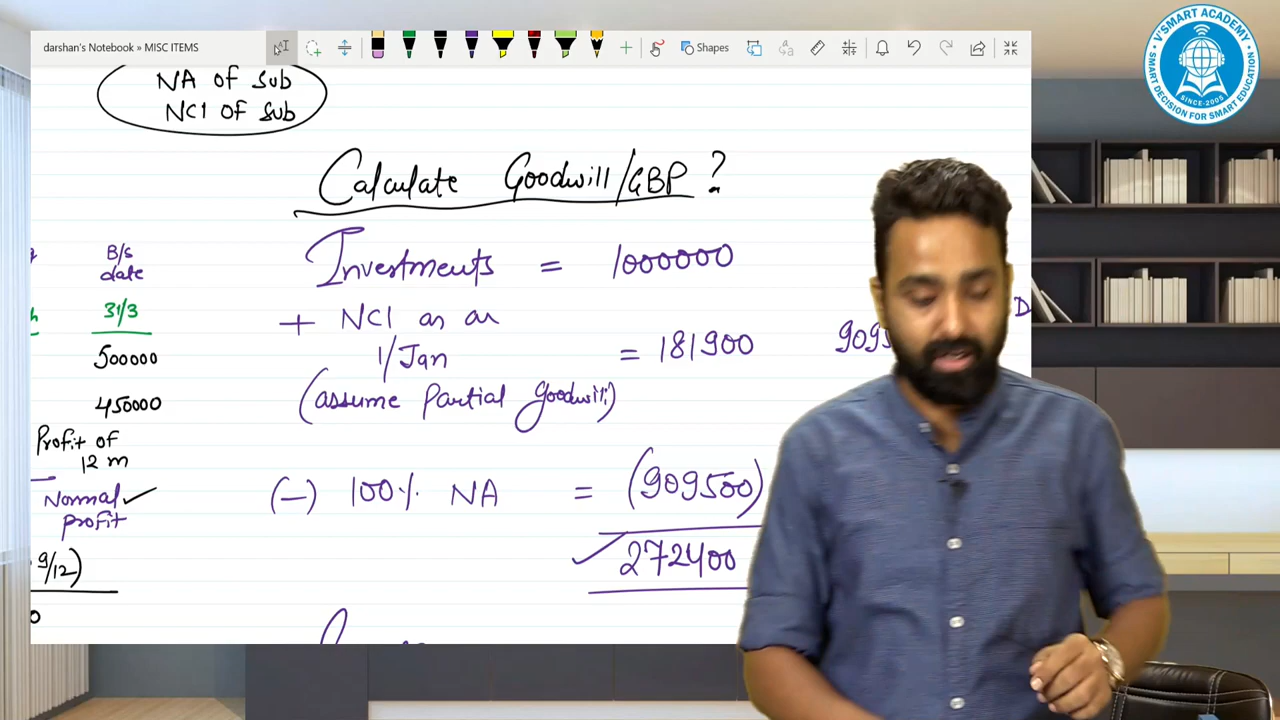 darshan's Notebook » MISC ITEMS
Shapes
V'SMART ACADEMY
SINCE-2005
SMART DECISION FOR SMART EDUCATION
NA OF Sub
NCI OF Sub
Calculate Goodwill/GBP?
B/S
date
31/3
500000
450000
Profit of
12 m
Normal ✓
profit
9/12)
Investments = 1000000
+ NCI as on
1/Jan = 181900
(assume Partial Goodwill)
(-) 100% NA = (909500)
✓ 272400